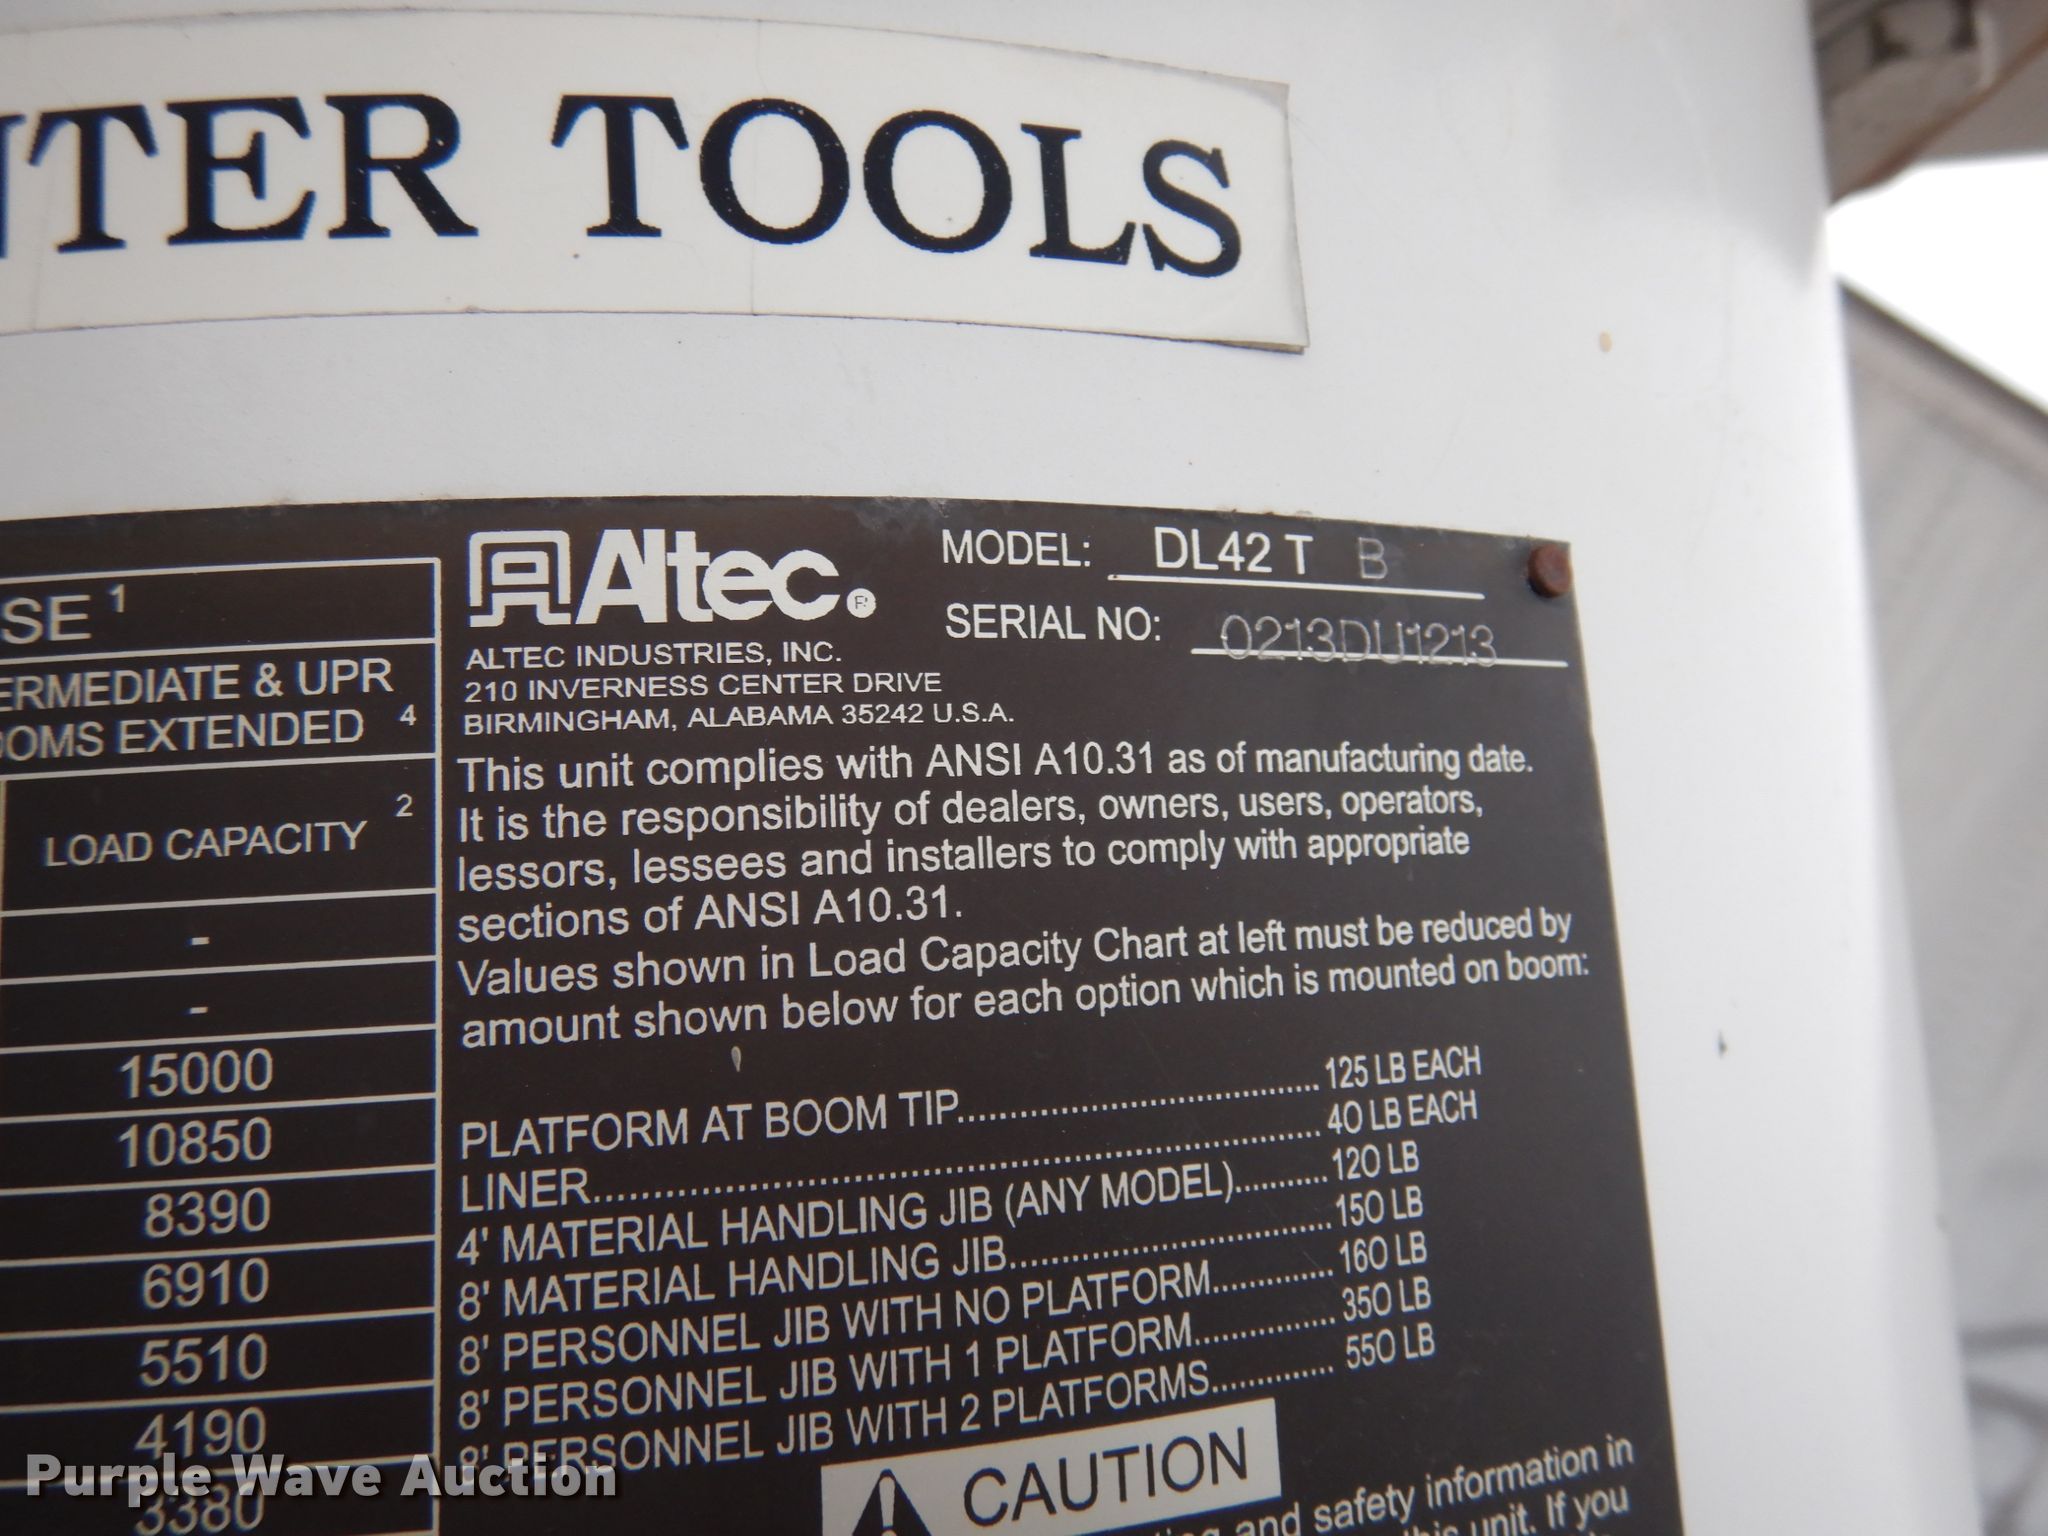 TER TOOLS
SE 1
ERMEDIATE & UPR
OOMS EXTENDED 4
LOAD CAPACITY 2
-
-
15000
10850
8390
6910
5510
4190
3380
Altec®
MODEL: DL42 T B
SERIAL NO: 0213DU1213
ALTEC INDUSTRIES, INC.
210 INVERNESS CENTER DRIVE
BIRMINGHAM, ALABAMA 35242 U.S.A.
This unit complies with ANSI A10.31 as of manufacturing date.
It is the responsibility of dealers, owners, users, operators,
lessors, lessees and installers to comply with appropriate
sections of ANSI A10.31.
Values shown in Load Capacity Chart at left must be reduced by
amount shown below for each option which is mounted on boom:
PLATFORM AT BOOM TIP........................................125 LB EACH
LINER........................................40 LB EACH
4' MATERIAL HANDLING JIB (ANY MODEL)...........120 LB
8' MATERIAL HANDLING JIB........................................150 LB
8' PERSONNEL JIB WITH NO PLATFORM..............160 LB
8' PERSONNEL JIB WITH 1 PLATFORM................350 LB
8' PERSONNEL JIB WITH 2 PLATFORMS..............550 LB
CAUTION
and safety information in
this unit. If you
Purple Wave Auction